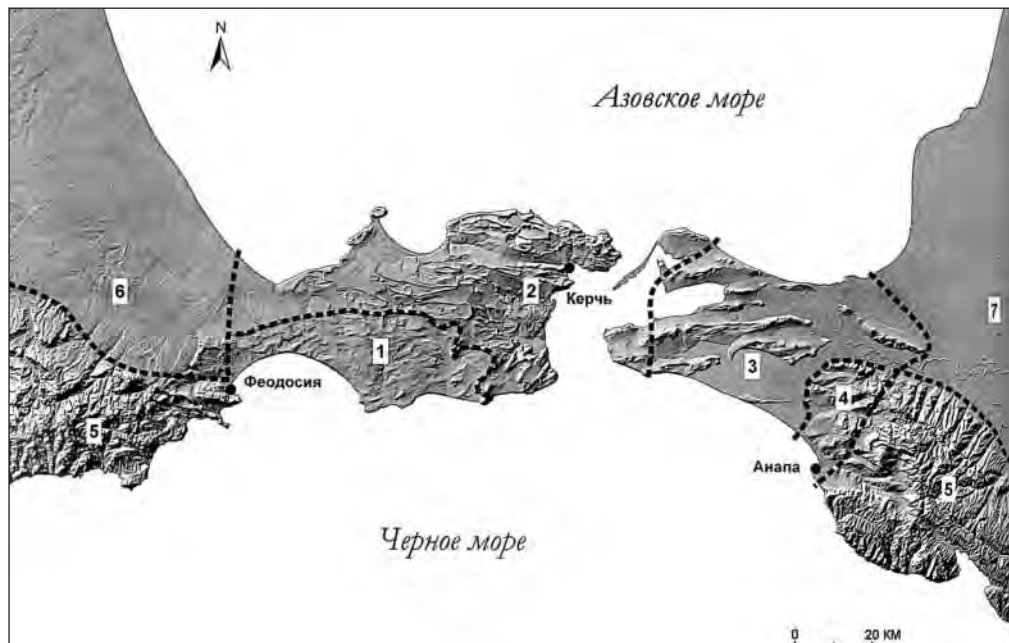 N
Азовское море
6
2
Керчь
7
1
3
Феодосия
4
5
Анапа
5
Черное море
0 20 КМ